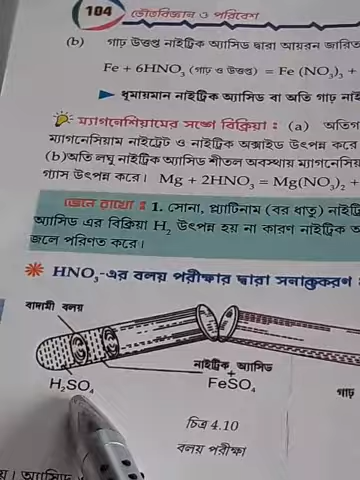 184 ভৌতবিজ্ঞান ও পরিবেশ
(b) গাঢ় উত্তপ্ত নাইট্রিক অ্যাসিড দ্বারা আয়রন জারিত
Fe + 6HNO₃ (গাঢ় ও উত্তপ্ত) = Fe (NO₃)₃ +
▶ ধূমায়মান নাইট্রিক অ্যাসিড বা অতি গাঢ় নাই
ম্যাগনেশিয়ামের সঙ্গে বিক্রিয়া : (a) অতিল
ম্যাগনেসিয়াম নাইট্রেট ও নাইট্রিক অক্সাইড উৎপন্ন করে
(b) অতি লঘু নাইট্রিক অ্যাসিড শীতল অবস্থায় ম্যাগনেসিয়
গ্যাস উৎপন্ন করে। Mg + 2HNO₃ = Mg(NO₃)₂ +
জেনে রাখো : 1. সোনা, প্ল্যাটিনাম (বর ধাতু) নাইট্রি
অ্যাসিড এর বিক্রিয়া H₂ উৎপন্ন হয় না কারণ নাইট্রিক অ
জলে পরিণত করে।
HNO₃-এর বলয় পরীক্ষার দ্বারা সনাক্তকরণ :
বাদামী বলয়
নাইট্রিক অ্যাসিড
+
H₂SO₄ FeSO₄
গাঢ়
চিত্র 4.10
বলয় পরীক্ষা
য়। অ্যাসিড